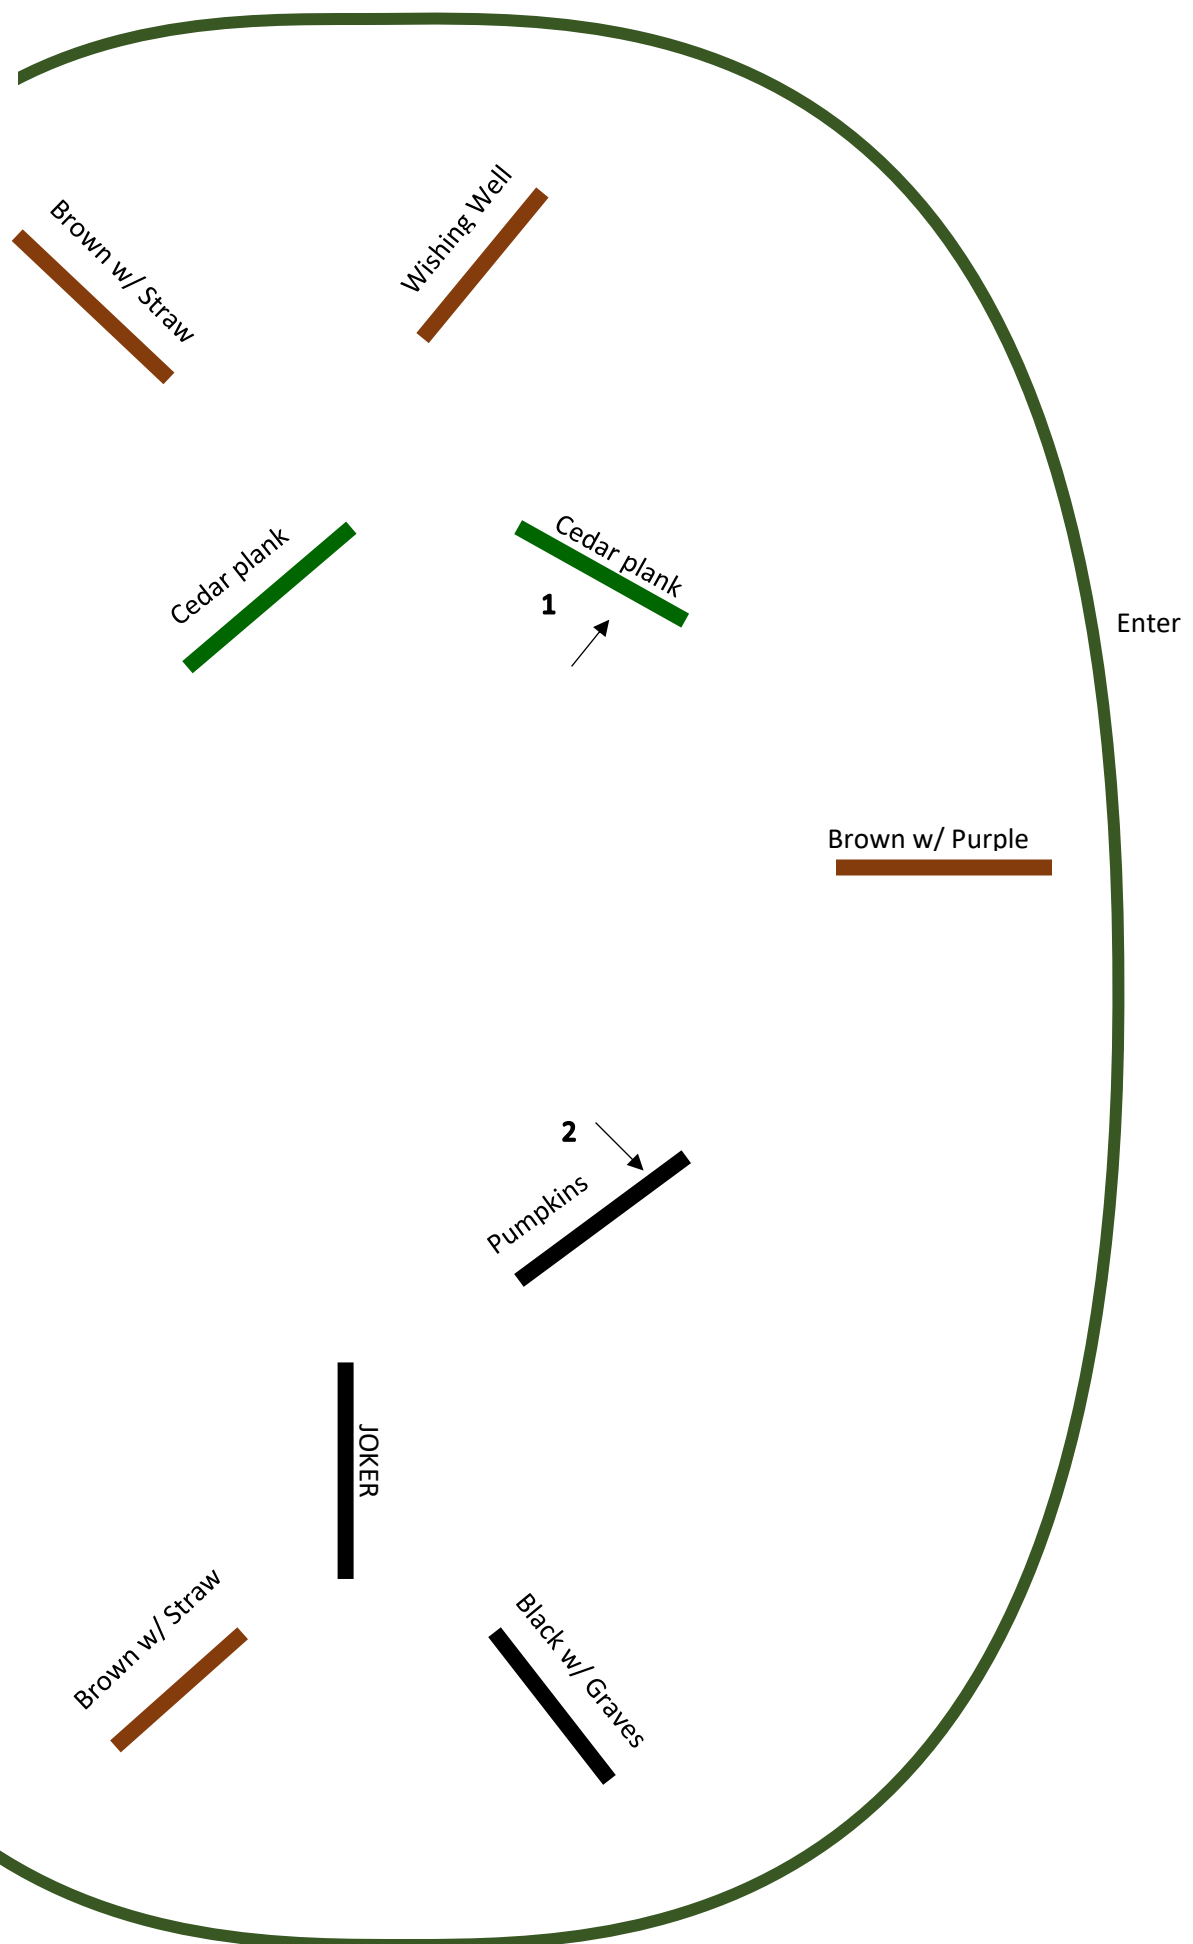 Brown w/ Straw
Wishing Well
Cedar plank
Cedar plank
1
Enter
Brown w/ Purple
2
Pumpkins
JOKER
Brown w/ Straw
Black w/ Graves